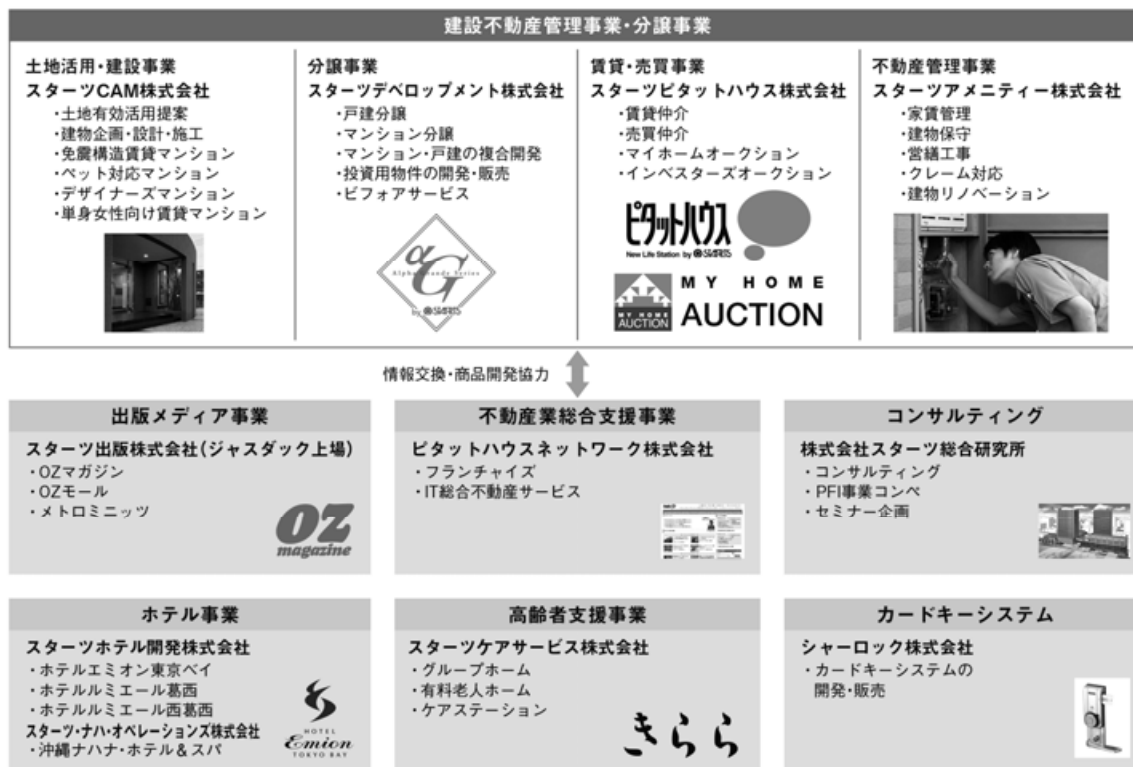 建設不動産管理事業・分譲事業
土地活用・建設事業
スターツCAM株式会社
・土地有効活用提案
・建物企画・設計・施工
・免震構造賃貸マンション
・ペット対応マンション
・デザイナーズマンション
・単身女性向け賃貸マンション
分譲事業
スターツデベロップメント株式会社
・戸建分譲
・マンション分譲
・マンション・戸建の複合開発
・投資用物件の開発・販売
・ビフォアサービス
αG
Alpha Grande Series
by STARTS
賃貸・売買事業
スターツピタットハウス株式会社
・賃貸仲介
・売買仲介
・マイホームオークション
・インベスターズオークション
ピタットハウス
New Life Station by STARTS
MY HOME
AUCTION
MY HOME
AUCTION
不動産管理事業
スターツアメニティー株式会社
・家賃管理
・建物保守
・営繕工事
・クレーム対応
・建物リノベーション
情報交換・商品開発協力
出版メディア事業
スターツ出版株式会社(ジャスダック上場)
・OZマガジン
・OZモール
・メトロミニッツ
OZ
magazine
不動産業総合支援事業
ピタットハウスネットワーク株式会社
・フランチャイズ
・IT総合不動産サービス
コンサルティング
株式会社スターツ総合研究所
・コンサルティング
・PFI事業コンペ
・セミナー企画
ホテル事業
スターツホテル開発株式会社
・ホテルエミオン東京ベイ
・ホテルルミエール葛西
・ホテルルミエール西葛西
スターツ・ナハ・オペレーションズ株式会社
・沖縄ナハナ・ホテル&スパ
HOTEL
Emion
TOKYO BAY
高齢者支援事業
スターツケアサービス株式会社
・グループホーム
・有料老人ホーム
・ケアステーション
きらら
カードキーシステム
シャーロック株式会社
・カードキーシステムの
開発・販売